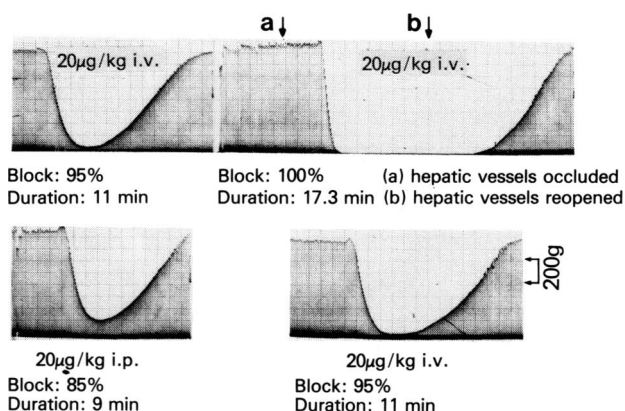 a b
20µg/kg i.v. 20µg/kg i.v.
Block: 95% Block: 100% (a) hepatic vessels occluded
Duration: 11 min Duration: 17.3 min (b) hepatic vessels reopened
200g
20µg/kg i.p. 20µg/kg i.v.
Block: 85% Block: 95%
Duration: 9 min Duration: 11 min